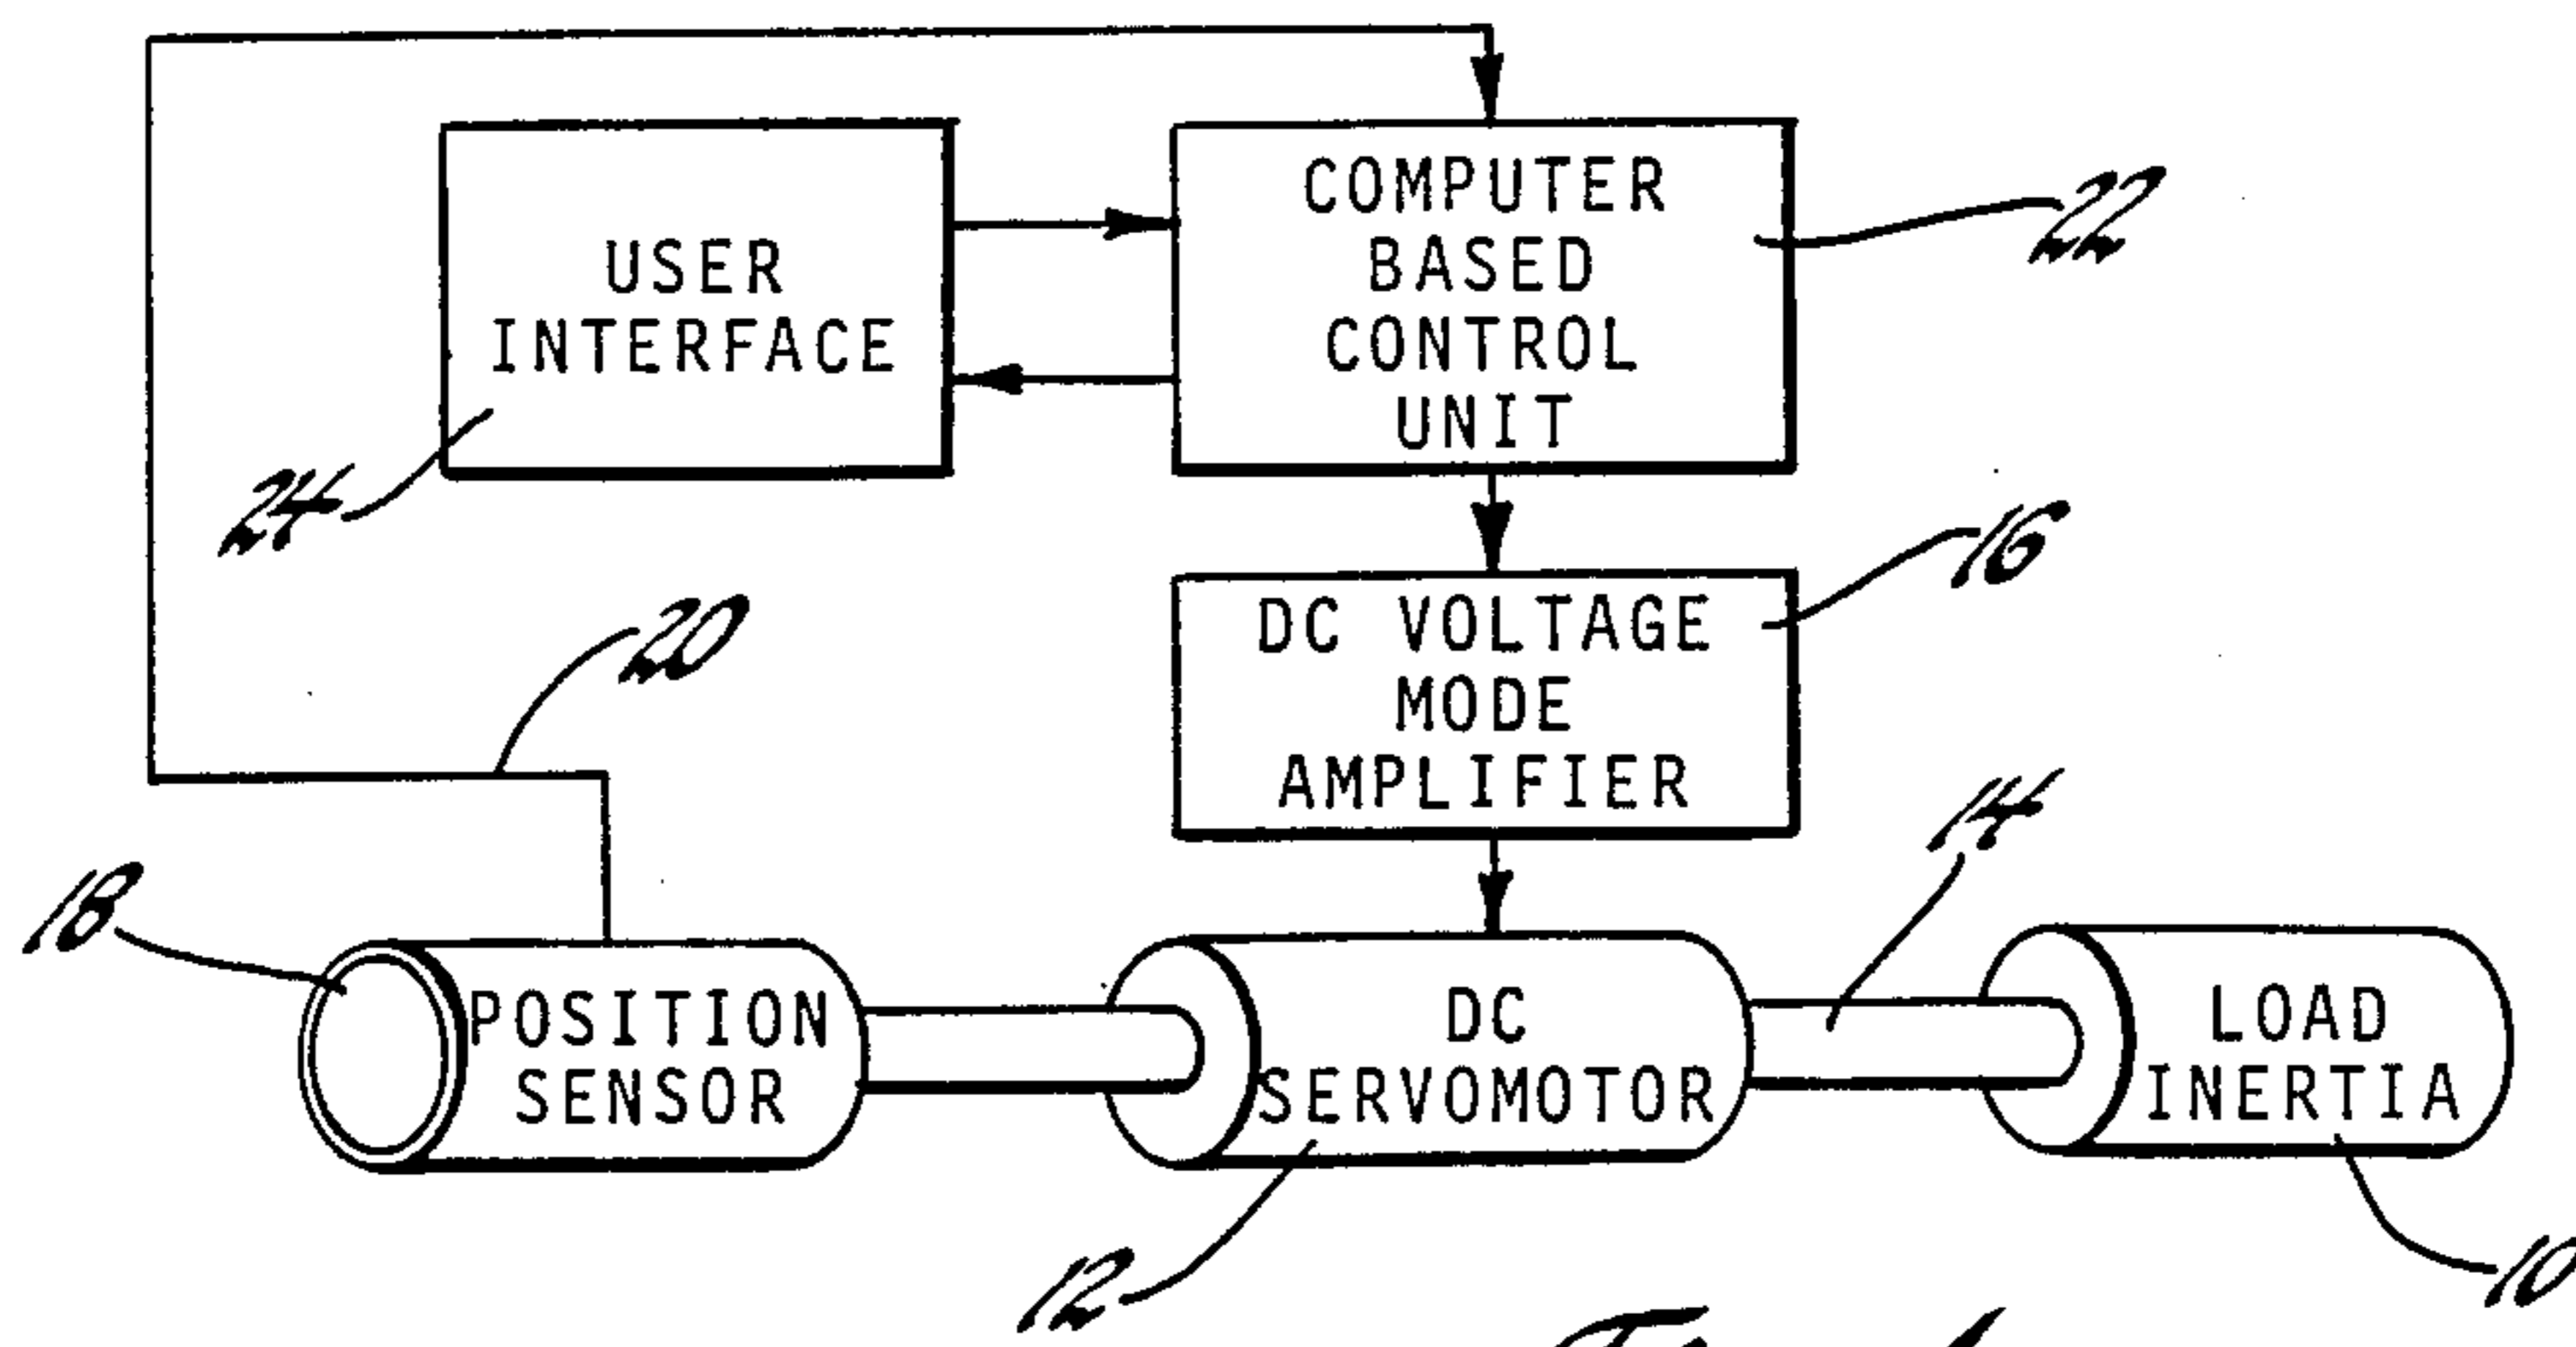 USER
INTERFACE
COMPUTER
BASED
CONTROL
UNIT
22
24
16
DC VOLTAGE
MODE
AMPLIFIER
20
14
18
POSITION
SENSOR
DC
SERVOMOTOR
LOAD
INERTIA
12
10